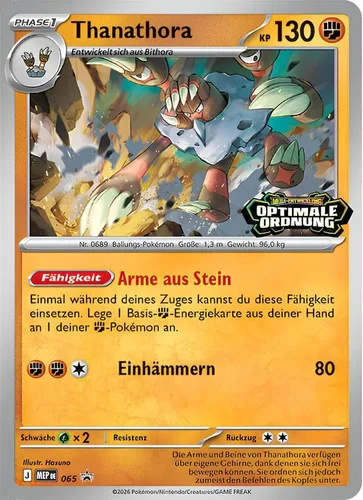 PHASE 1
Thanathora
KP 130
Entwickelt sich aus Bithora
MEGA-ENTWICKLUNG
OPTIMALE
ORDNUNG
Nr. 0689 Ballungs-Pokémon Größe: 1,3 m Gewicht: 96,0 kg
Fähigkeit Arme aus Stein
Einmal während deines Zuges kannst du diese Fähigkeit
einsetzen. Lege 1 Basis- -Energiekarte aus deiner Hand
an 1 deiner -Pokémon an.
Einhämmern 80
Schwäche × 2 Resistenz Rückzug
Illustr. Hasuno
J MEP DE 065
Die Arme und Beine von Thanathora verfügen
über eigene Gehirne, dank denen sie sich frei
bewegen können. Sie ordnen sich jedoch
zumeist den Befehlen des Kopfes unter.
©2026 Pokémon/Nintendo/Creatures/GAME FREAK